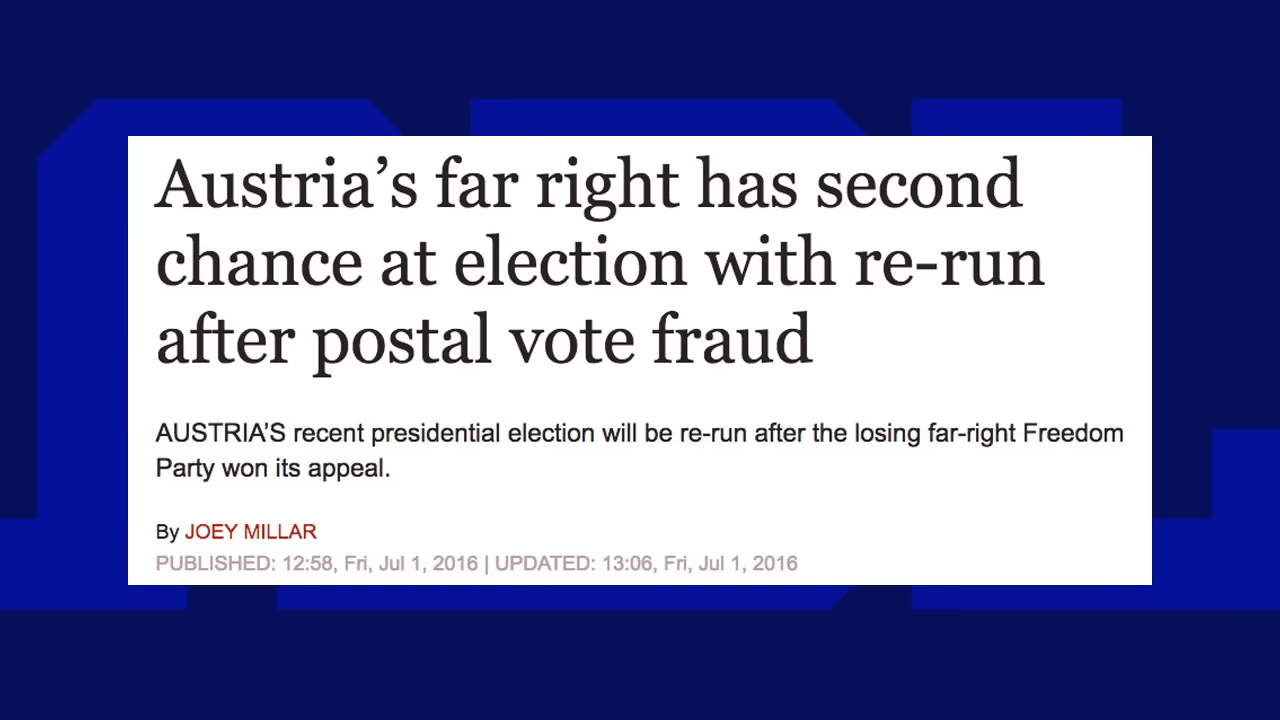 Austria’s far right has second
chance at election with re-run
after postal vote fraud
AUSTRIA’S recent presidential election will be re-run after the losing far-right Freedom
Party won its appeal.
By JOEY MILLAR
PUBLISHED: 12:58, Fri, Jul 1, 2016 | UPDATED: 13:06, Fri, Jul 1, 2016